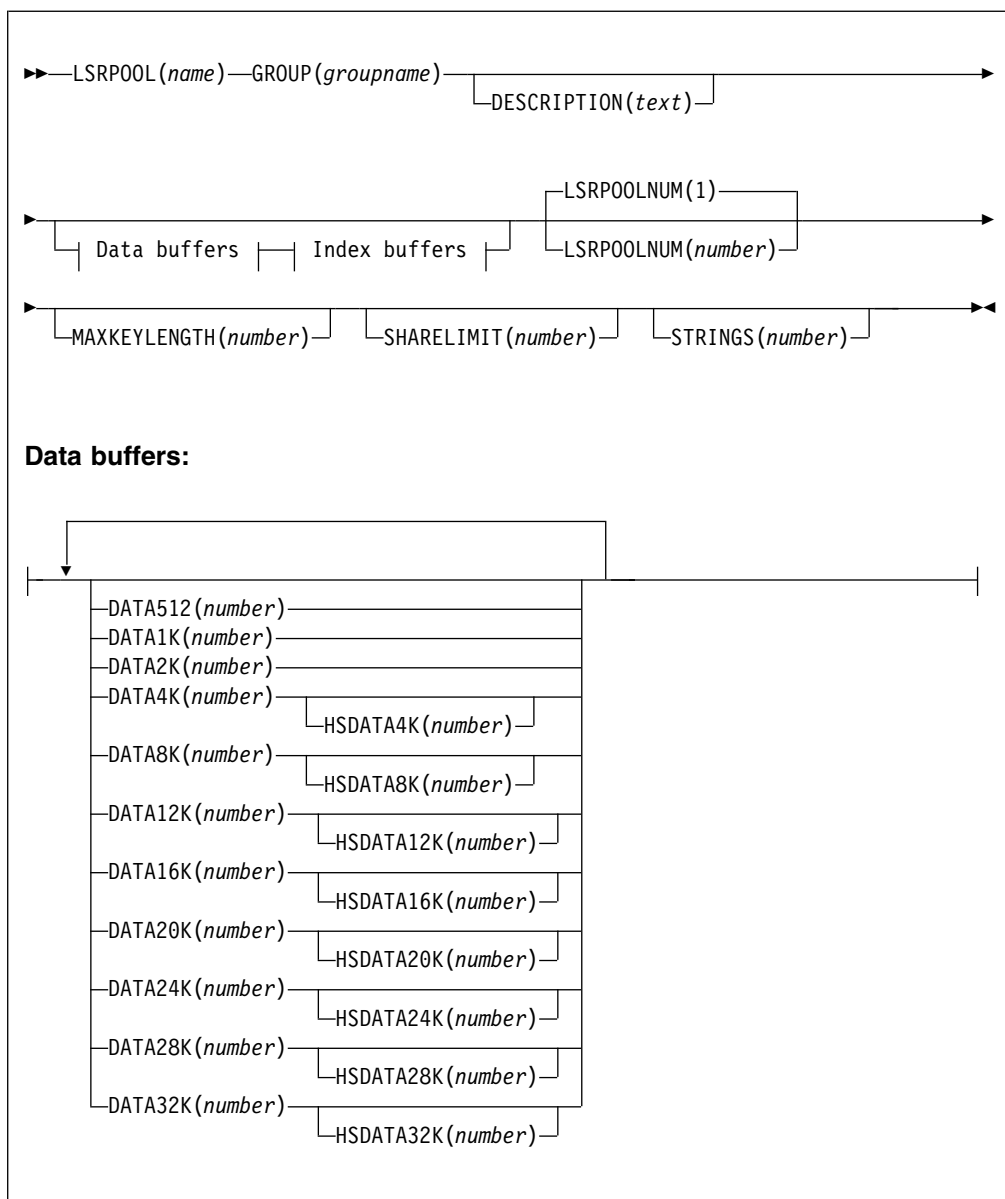 LSRPOOL(name) GROUP(groupname)
DESCRIPTION(text)
LSRPOOLNUM(1)
Data buffers Index buffers LSRPOOLNUM(number)
MAXKEYLENGTH(number) SHARELIMIT(number) STRINGS(number)
Data buffers:
DATA512(number)
DATA1K(number)
DATA2K(number)
DATA4K(number)
HSDATA4K(number)
DATA8K(number)
HSDATA8K(number)
DATA12K(number)
HSDATA12K(number)
DATA16K(number)
HSDATA16K(number)
DATA20K(number)
HSDATA20K(number)
DATA24K(number)
HSDATA24K(number)
DATA28K(number)
HSDATA28K(number)
DATA32K(number)
HSDATA32K(number)